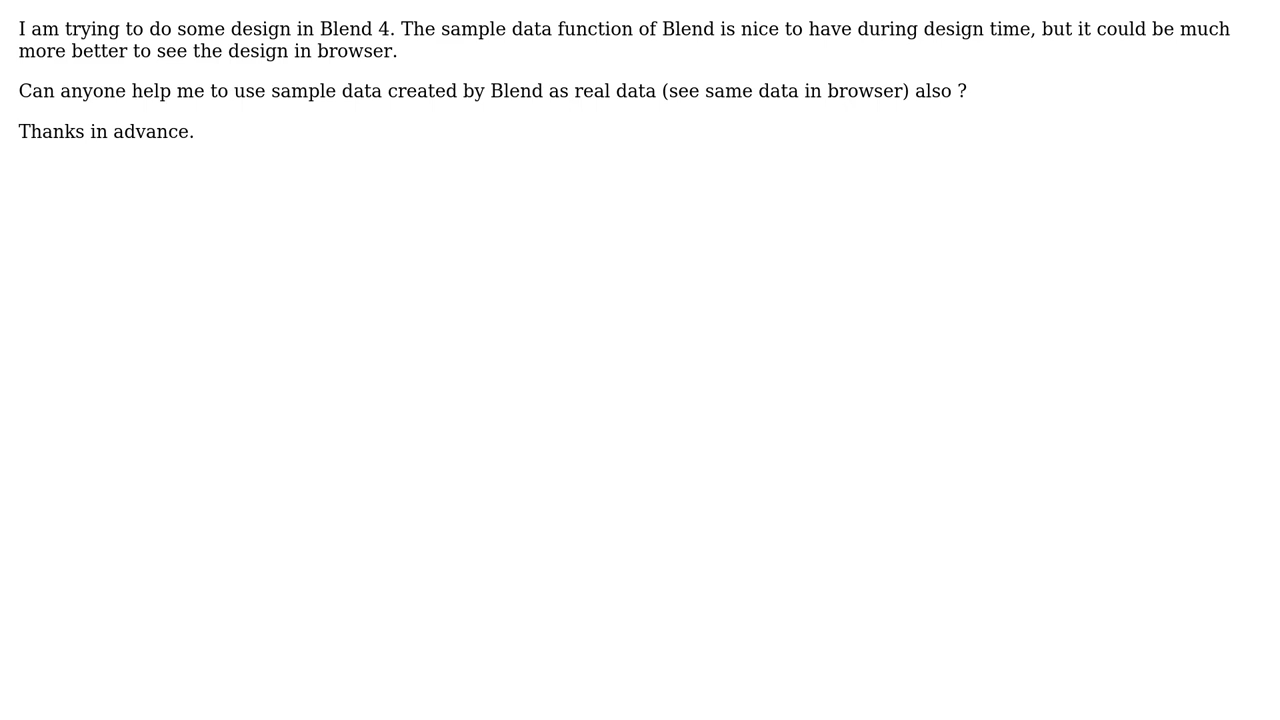 I am trying to do some design in Blend 4. The sample data function of Blend is nice to have during design time, but it could be much
more better to see the design in browser.
Can anyone help me to use sample data created by Blend as real data (see same data in browser) also ?
Thanks in advance.